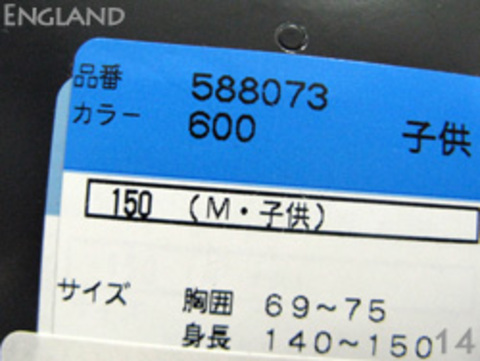 ENGLAND
品番 588073
カラー 600 子供
150 (M・子供)
サイズ 胸囲 69~75
身長 140~150
14